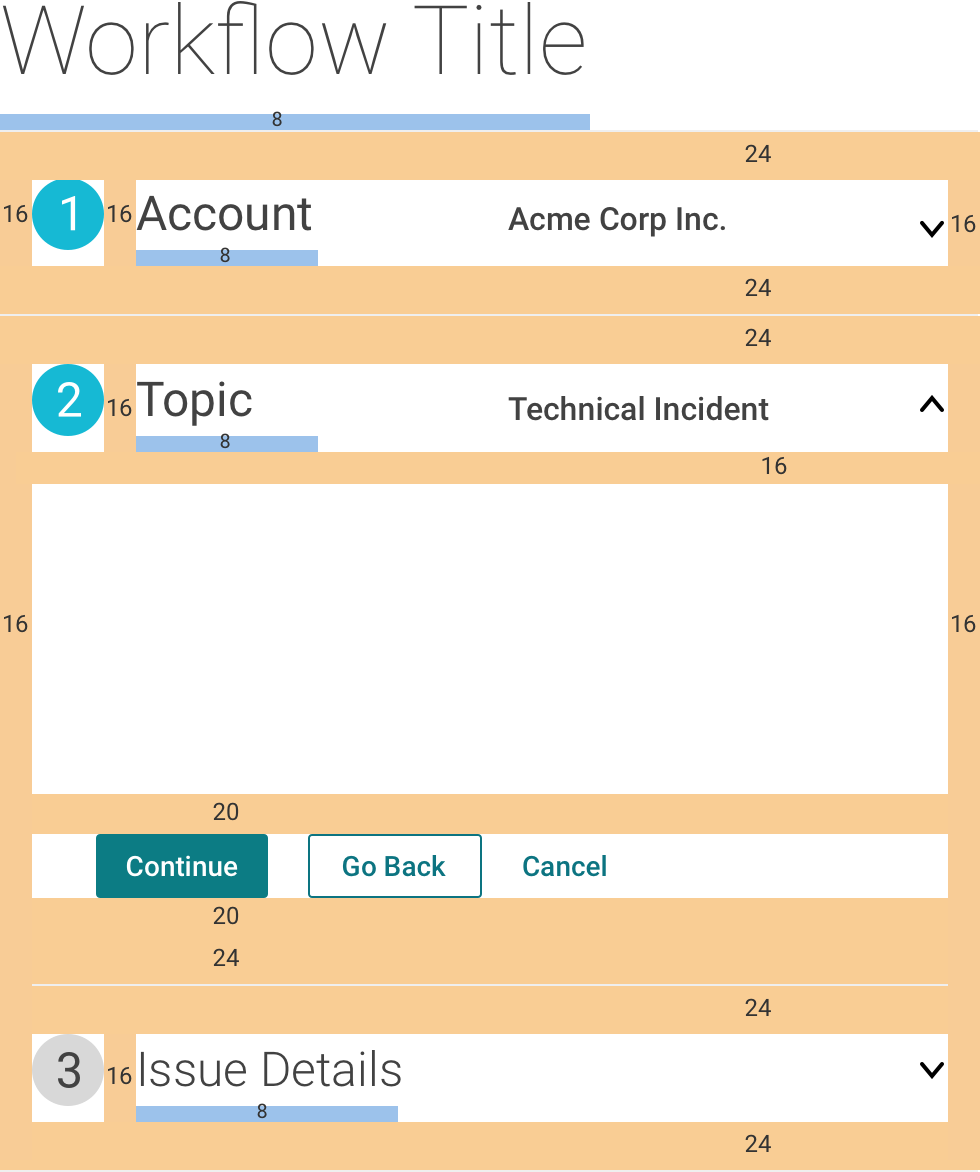 Workflow Title
8
24
16 1 16 Account Acme Corp Inc. 16
8
24
24
2 16 Topic Technical Incident
8
16
16 16
20
Continue Go Back Cancel
20
24
24
3 16 Issue Details
8
24